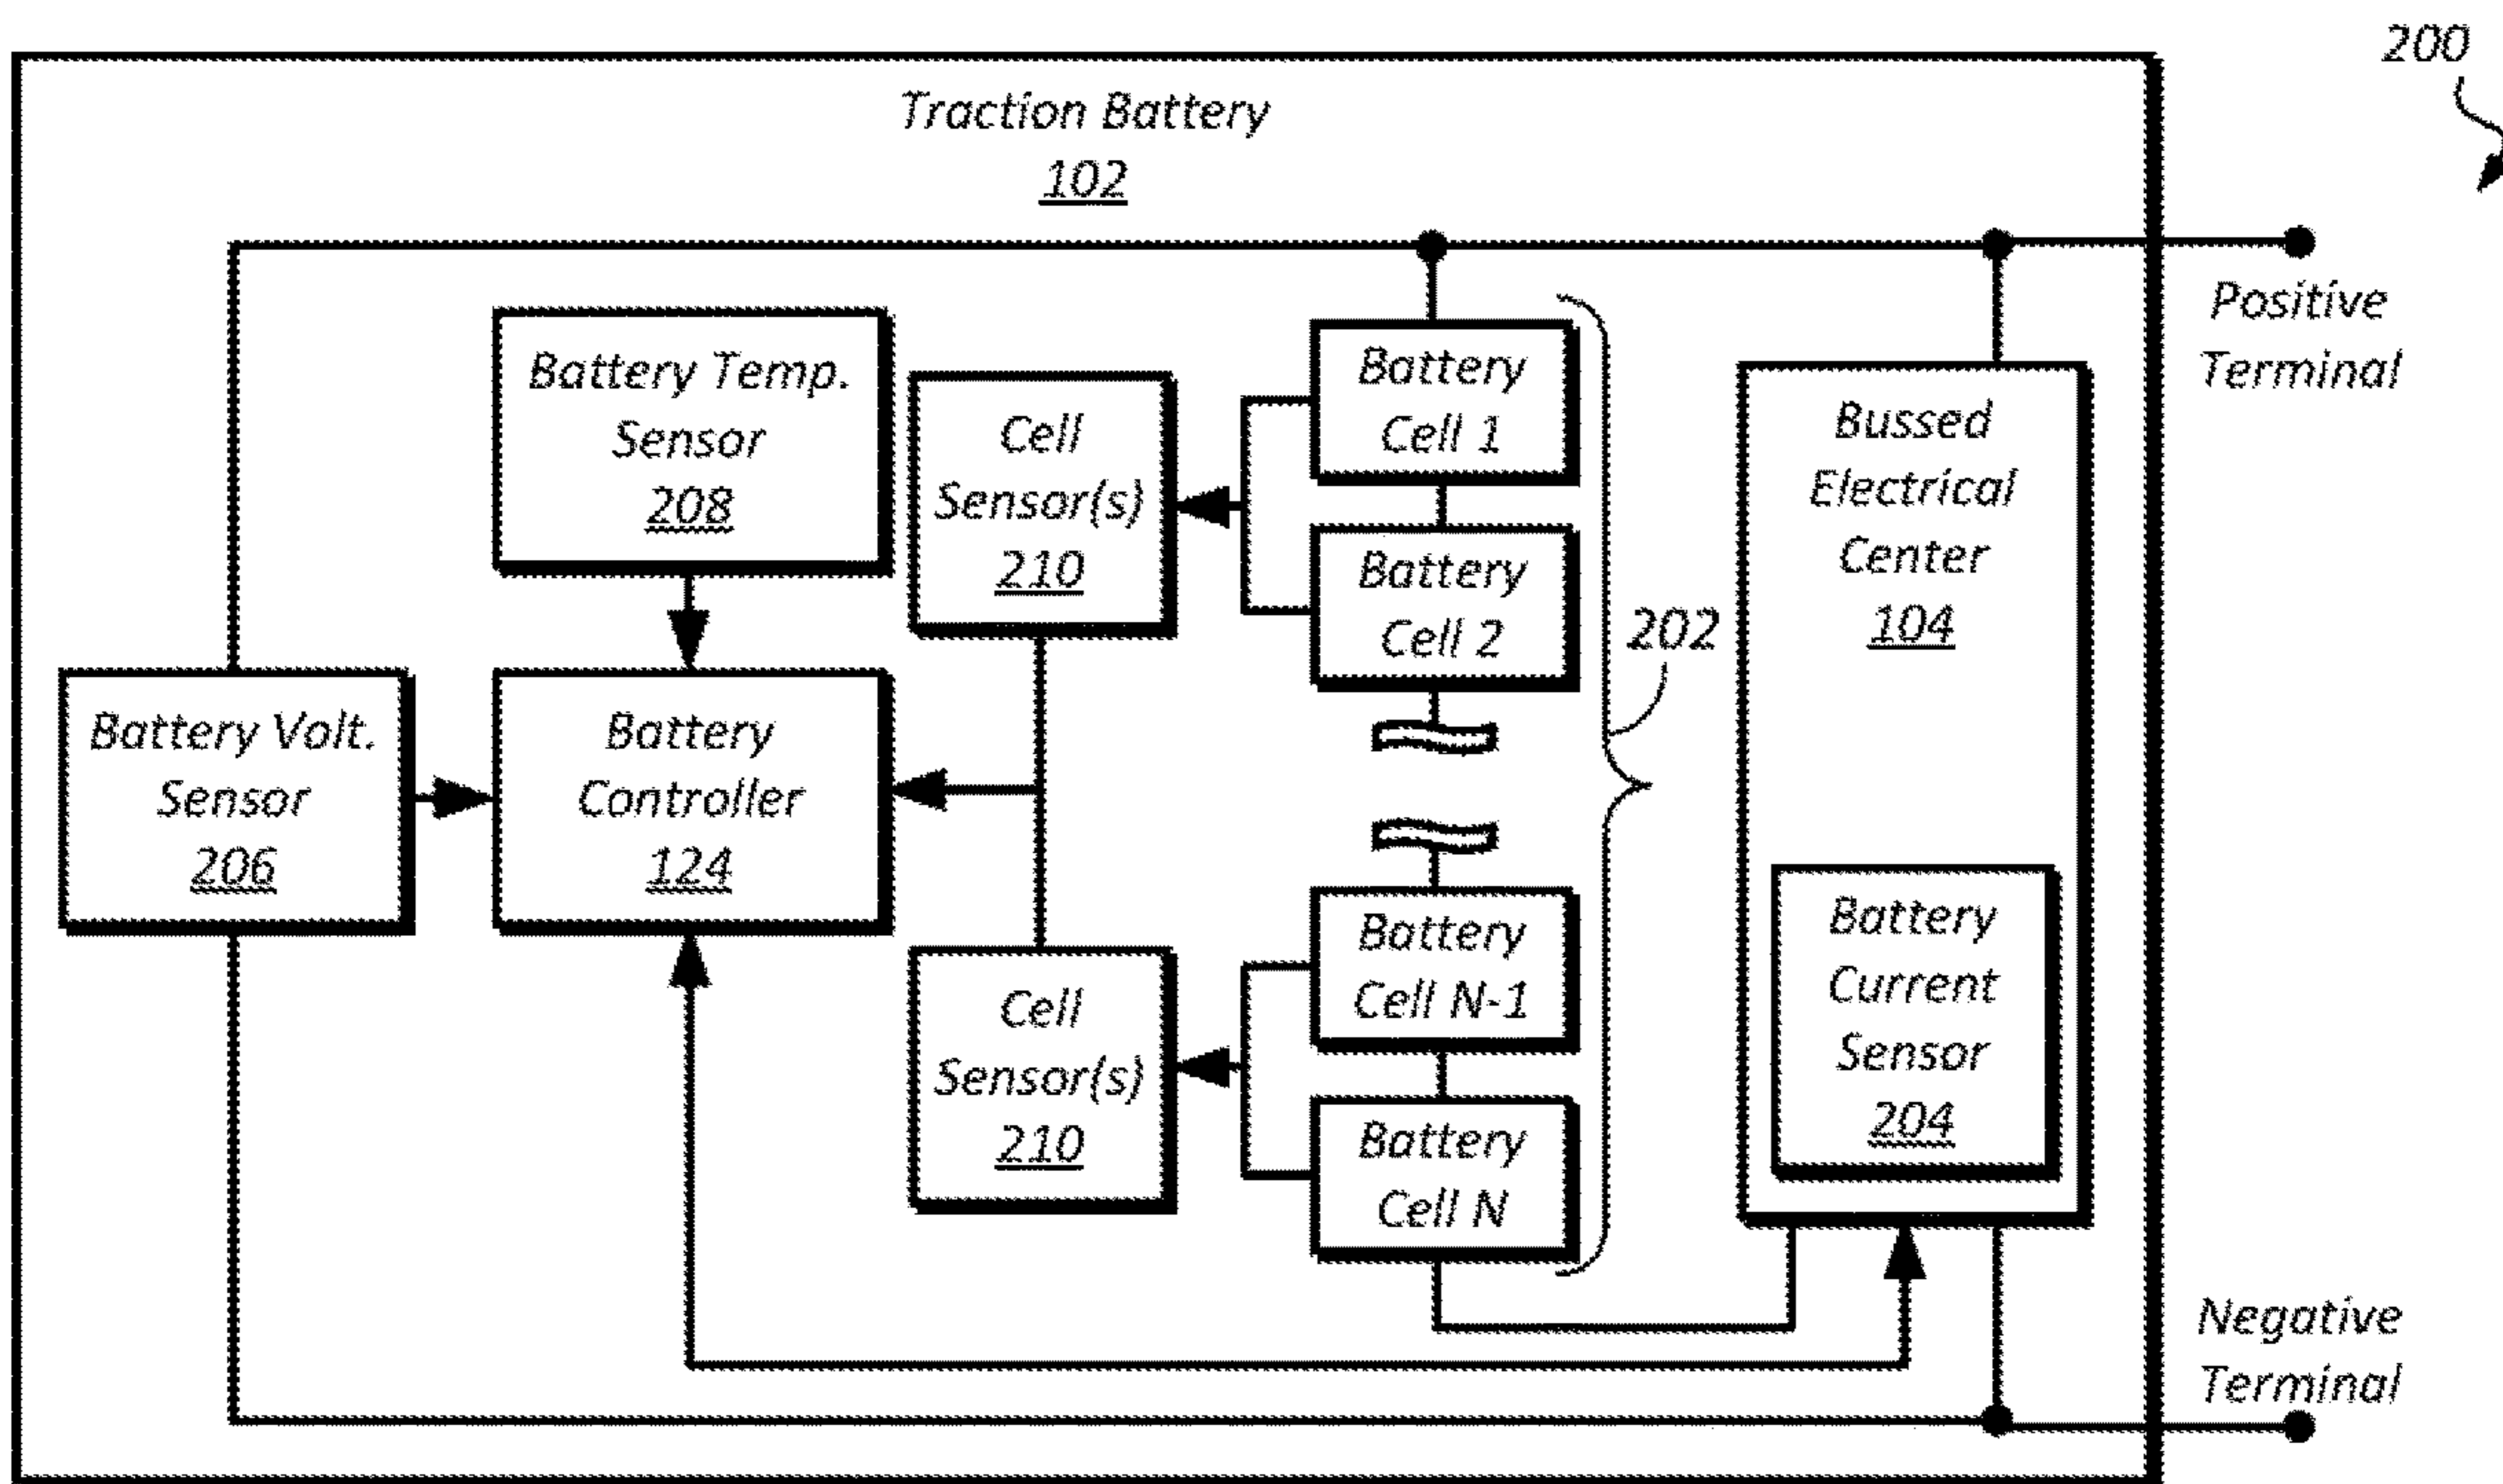 200
Traction Battery
102
Positive
Terminal
Battery Temp.
Sensor
208
Cell
Sensor(s)
210
Battery
Cell 1
Battery
Cell 2
202
Bussed
Electrical
Center
104
Battery Volt.
Sensor
206
Battery
Controller
124
Cell
Sensor(s)
210
Battery
Cell N-1
Battery
Cell N
Battery
Current
Sensor
204
Negative
Terminal